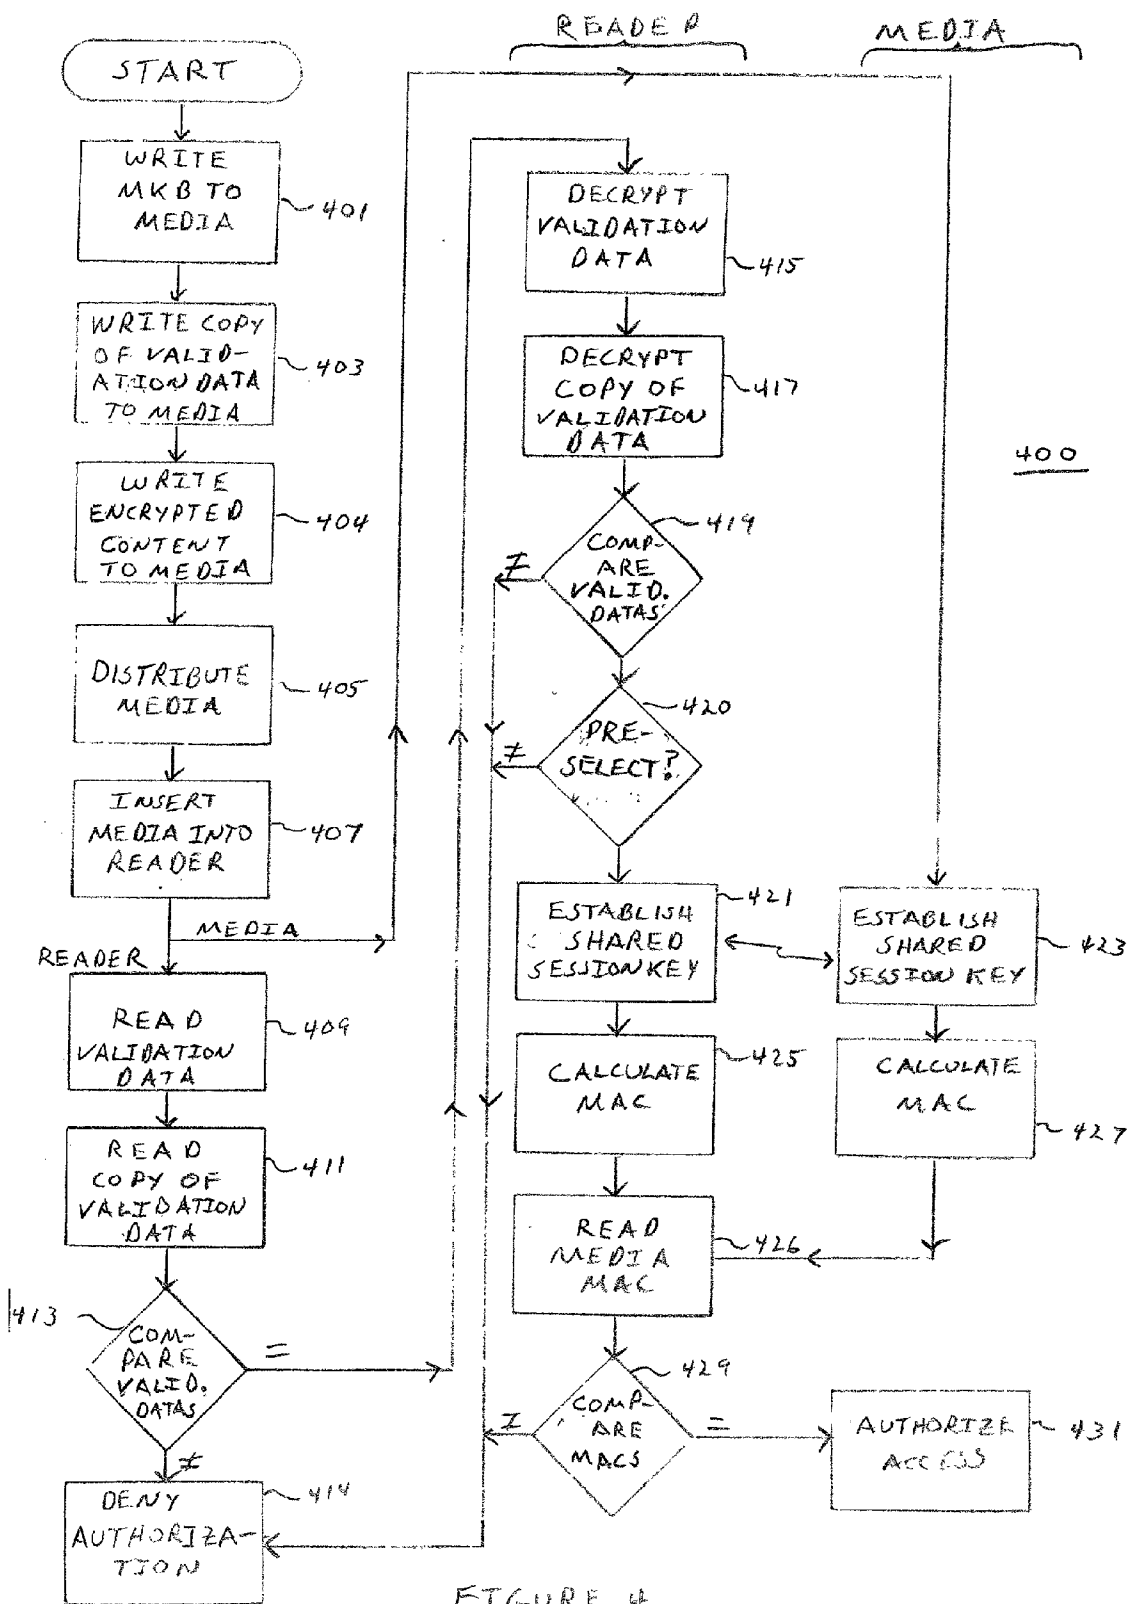 READER
MEDIA
START
WRITE
MKB TO
MEDIA
401
WRITE COPY
OF VALID-
ATION DATA
TO MEDIA
403
WRITE
ENCRYPTED
CONTENT
TO MEDIA
404
DISTRIBUTE
MEDIA
405
INSERT
MEDIA INTO
READER
407
MEDIA
READER
READ
VALIDATION
DATA
409
READ
COPY OF
VALIDATION
DATA
411
413
COM-
PARE
VALID.
DATAS
=
≠
DENY
AUTHORIZA-
TION
414
DECRYPT
VALIDATION
DATA
415
DECRYPT
COPY OF
VALIDATION
DATA
417
COMP-
ARE
VALID.
DATAS
419
≠
PRE-
SELECT?
420
≠
ESTABLISH
SHARED
SESSION KEY
421
CALCULATE
MAC
425
READ
MEDIA
MAC
426
COMP-
ARE
MACS
429
≠
=
400
ESTABLISH
SHARED
SESSION KEY
423
CALCULATE
MAC
427
AUTHORIZE
ACCESS
431
FIGURE 4